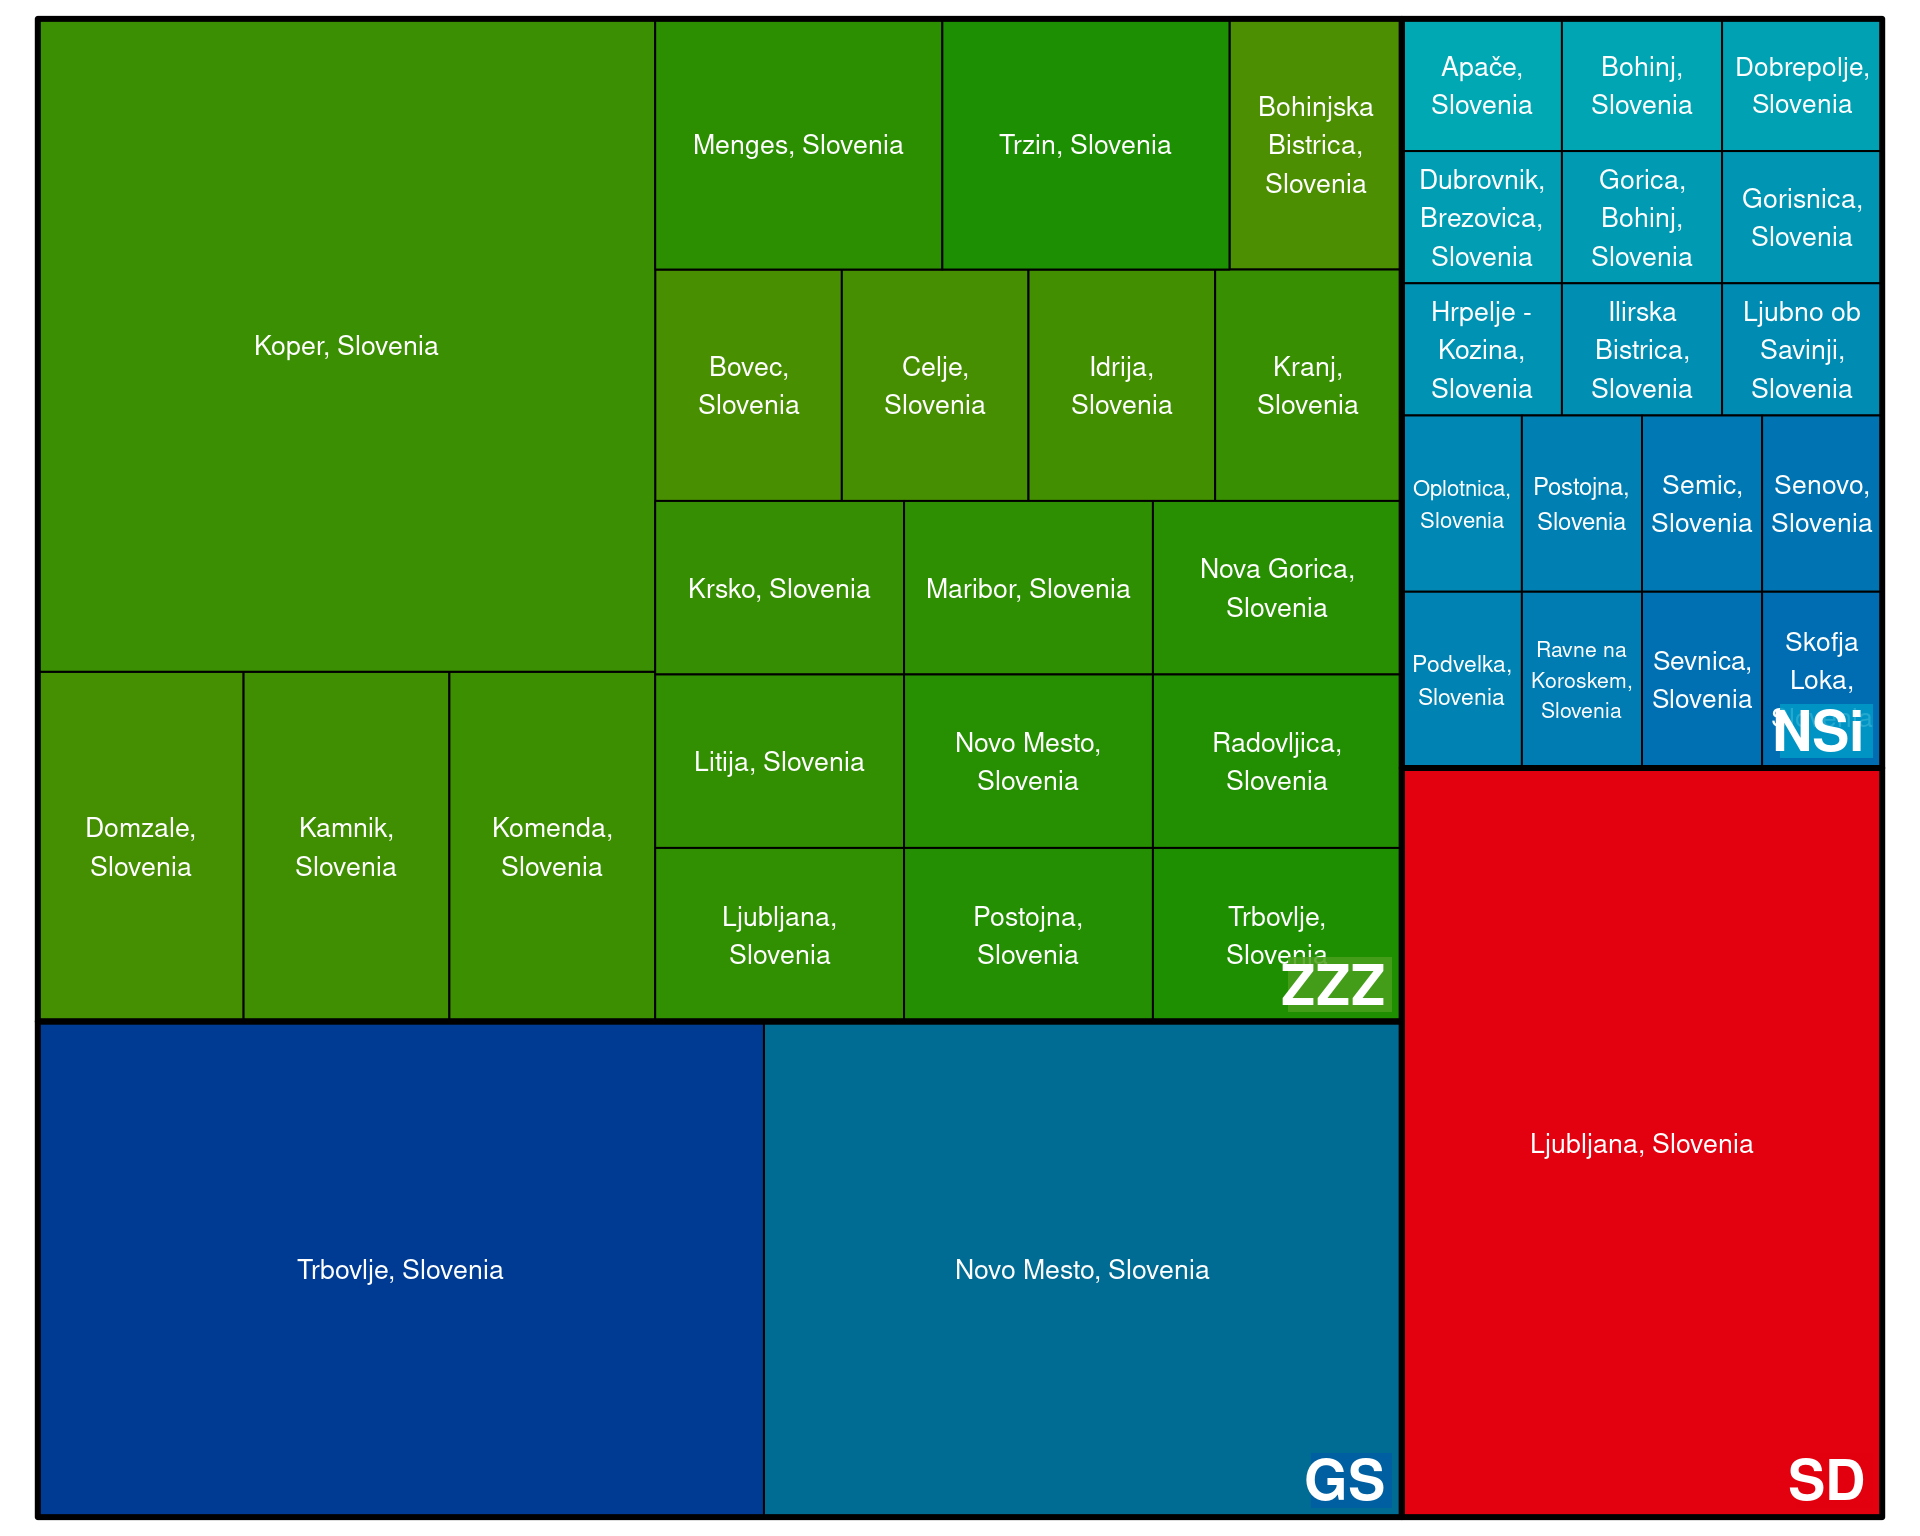 Koper, Slovenia
Menges, Slovenia
Trzin, Slovenia
Bohinjska
Bistrica,
Slovenia
Bovec,
Slovenia
Celje,
Slovenia
Idrija,
Slovenia
Kranj,
Slovenia
Krsko, Slovenia
Maribor, Slovenia
Nova Gorica,
Slovenia
Litija, Slovenia
Novo Mesto,
Slovenia
Radovljica,
Slovenia
Domzale,
Slovenia
Kamnik,
Slovenia
Komenda,
Slovenia
Ljubljana,
Slovenia
Postojna,
Slovenia
Trbovlje,
Slovenia
ZZZ
Apače,
Slovenia
Bohinj,
Slovenia
Dobrepolje,
Slovenia
Dubrovnik,
Brezovica,
Slovenia
Gorica,
Bohinj,
Slovenia
Gorisnica,
Slovenia
Hrpelje -
Kozina,
Slovenia
Ilirska
Bistrica,
Slovenia
Ljubno ob
Savinji,
Slovenia
Oplotnica,
Slovenia
Postojna,
Slovenia
Semic,
Slovenia
Senovo,
Slovenia
Podvelka,
Slovenia
Ravne na
Koroskem,
Slovenia
Sevnica,
Slovenia
Skofja
Loka,
NSi
Trbovlje, Slovenia
Novo Mesto, Slovenia
GS
Ljubljana, Slovenia
SD